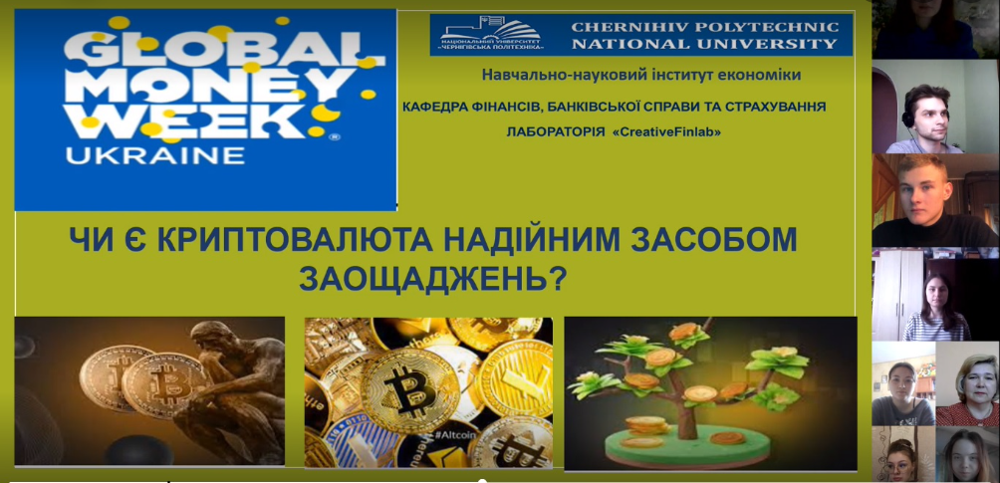 GLOBAL
MONEY
WEEK®
UKRAINE
НАЦІОНАЛЬНИЙ УНІВЕРСИТЕТ
«ЧЕРНІГІВСЬКА ПОЛІТЕХНІКА»
CHERNIHIV POLYTECHNIC
NATIONAL UNIVERSITY
Навчально-науковий інститут економіки
КАФЕДРА ФІНАНСІВ, БАНКІВСЬКОЇ СПРАВИ ТА СТРАХУВАННЯ
ЛАБОРАТОРІЯ «CreativeFinlab»
ЧИ Є КРИПТОВАЛЮТА НАДІЙНИМ ЗАСОБОМ
ЗАОЩАДЖЕНЬ?
#Altcoin